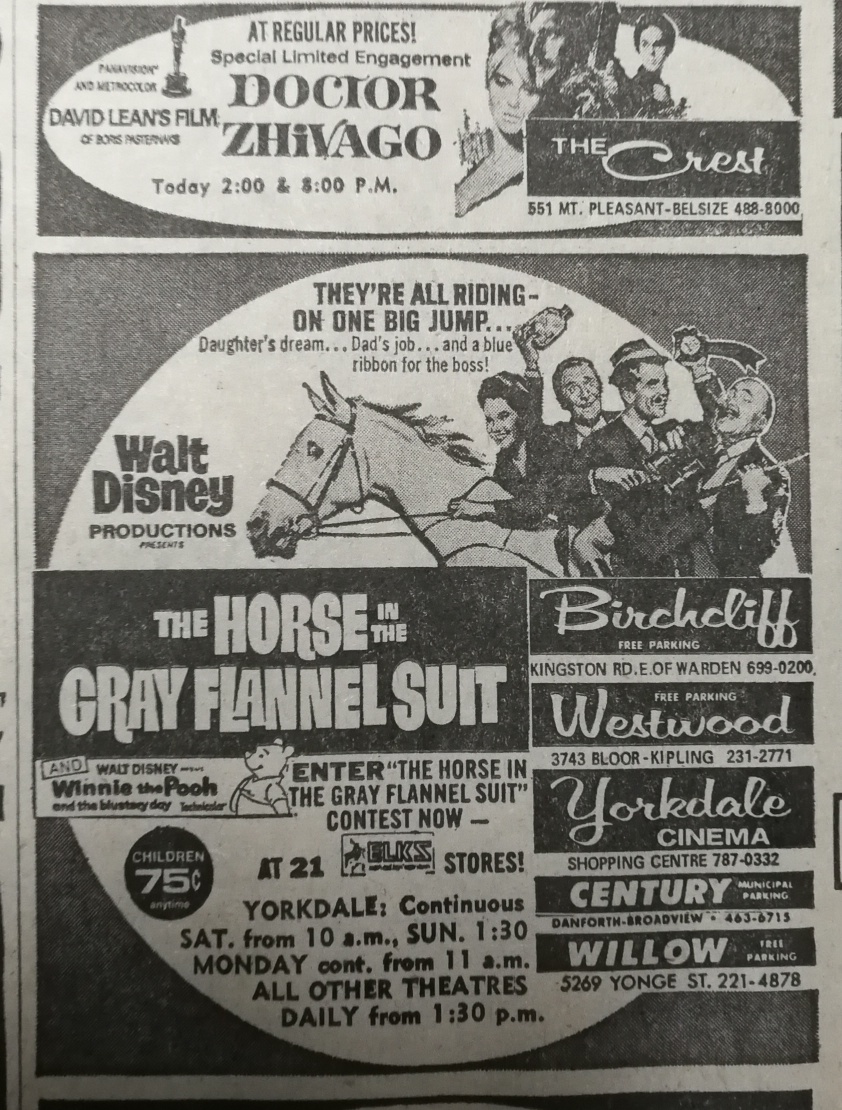 AT REGULAR PRICES!
Special Limited Engagement
PANAVISION®
AND METROCOLOR
DOCTOR
ZHiVAGO
DAVID LEAN'S FILM
OF BORIS PASTERNAK'S
Today 2:00 & 8:00 P.M.
THE Crest
551 MT. PLEASANT-BELSIZE 488-8000
THEY'RE ALL RIDING-
ON ONE BIG JUMP...
Daughter's dream... Dad's job... and a blue
ribbon for the boss!
Walt
Disney
PRODUCTIONS
PRESENTS
THE HORSE IN THE
GRAY FLANNEL SUIT
AND WALT DISNEY
Winnie the Pooh
and the blustery day Technicolor
ENTER "THE HORSE IN
THE GRAY FLANNEL SUIT"
CONTEST NOW —
AT 21 ELKS STORES!
CHILDREN
75¢
anytime
YORKDALE: Continuous
SAT. from 10 a.m., SUN. 1:30
MONDAY cont. from 11 a.m.
ALL OTHER THEATRES
DAILY from 1:30 p.m.
Birchcliff
FREE PARKING
KINGSTON RD.E.OF WARDEN 699-0200
FREE PARKING
Westwood
3743 BLOOR-KIPLING 231-2771
Yorkdale
CINEMA
SHOPPING CENTRE 787-0332
CENTURY MUNICIPAL PARKING
DANFORTH-BROADVIEW • 463-6715
WILLOW FREE PARKING
5269 YONGE ST. 221-4878